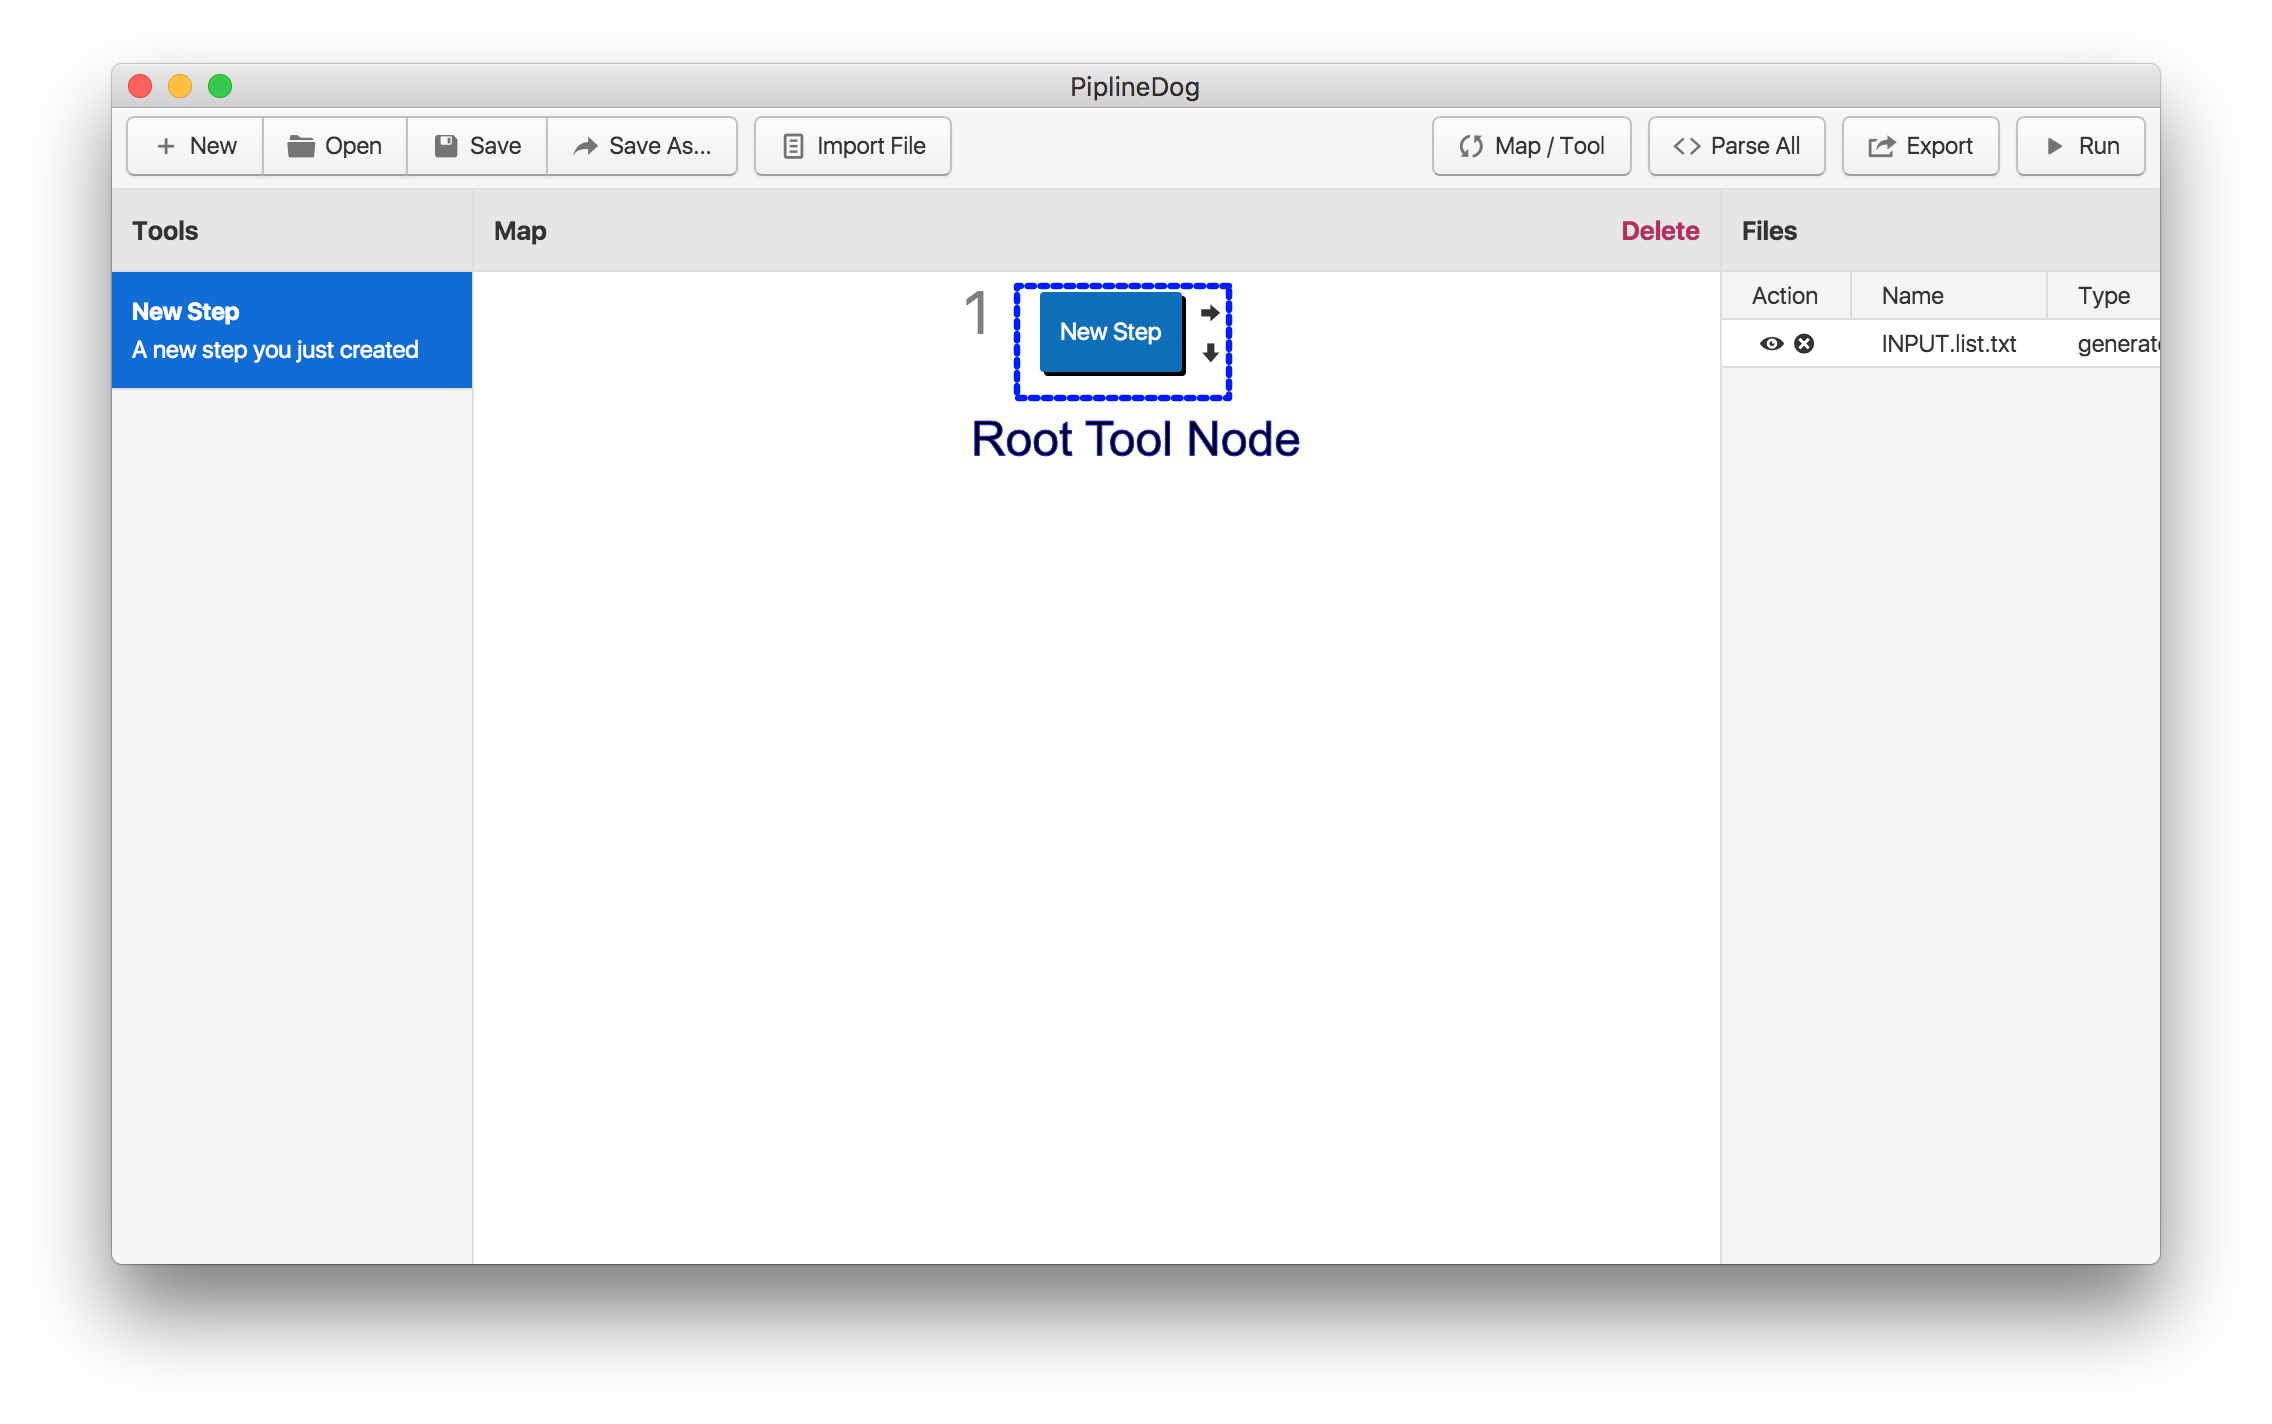 PiplineDog
New Open Save Save As... Import File Map / Tool Parse All Export Run
Tools
Map Delete
Files
New Step
A new step you just created
1 New Step
Root Tool Node
Action Name Type
INPUT.list.txt